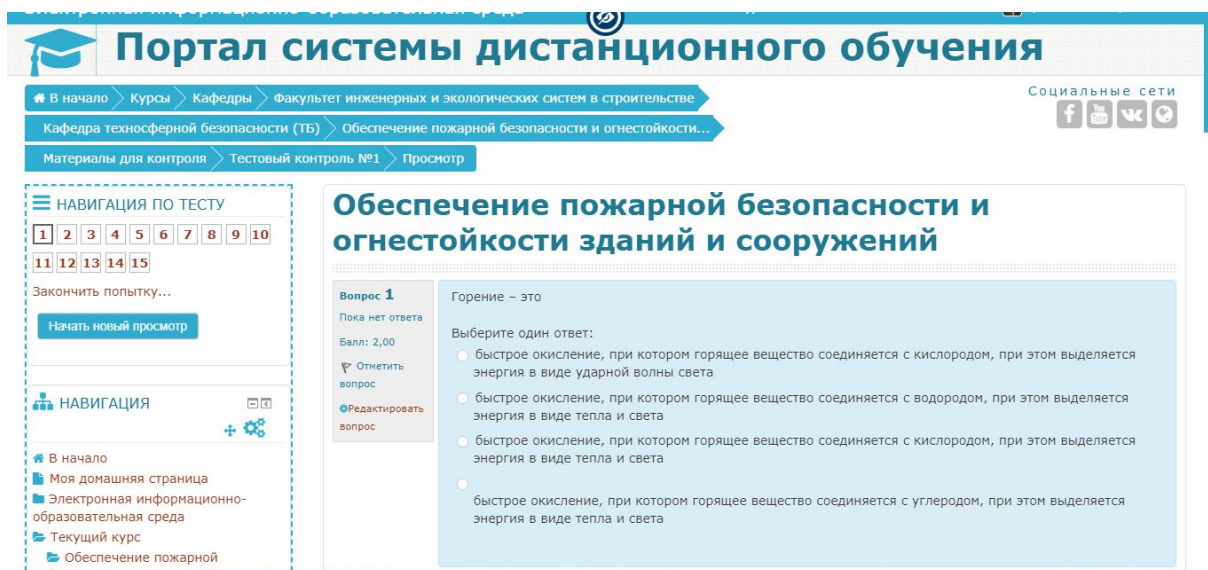 Портал системы дистанционного обучения
В начало Курсы Кафедры Факультет инженерных и экологических систем в строительстве
Социальные сети
Кафедра техносферной безопасности (ТБ) Обеспечение пожарной безопасности и огнестойкости...
Материалы для контроля Тестовый контроль №1 Просмотр
НАВИГАЦИЯ ПО ТЕСТУ
1 2 3 4 5 6 7 8 9 10
11 12 13 14 15
Закончить попытку...
Начать новый просмотр
НАВИГАЦИЯ
В начало
Моя домашняя страница
Электронная информационно-
образовательная среда
Текущий курс
Обеспечение пожарной
Обеспечение пожарной безопасности и
огнестойкости зданий и сооружений
Вопрос 1
Пока нет ответа
Балл: 2,00
Отметить
вопрос
Редактировать
вопрос
Горение – это
Выберите один ответ:
быстрое окисление, при котором горящее вещество соединяется с кислородом, при этом выделяется
энергия в виде ударной волны света
быстрое окисление, при котором горящее вещество соединяется с водородом, при этом выделяется
энергия в виде тепла и света
быстрое окисление, при котором горящее вещество соединяется с кислородом, при этом выделяется
энергия в виде тепла и света
быстрое окисление, при котором горящее вещество соединяется с углеродом, при этом выделяется
энергия в виде тепла и света